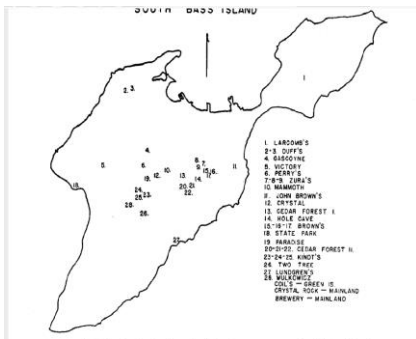 SOUTH BASS ISLAND
1
2. 3.
4.
5.
6.
8.
7.
9.
15.
16.
11.
10.
12.
13.
14.
17.
19.
20.
21
22.
18.
24.
25.
23.
28.
26.
27.
1. LARCOMB'S
2-3. DUFF'S
4. GASCOYNE
5. VICTORY
6. PERRY'S
7-8-9. ZURA'S
10. MAMMOTH
11. JOHN BROWN'S
12. CRYSTAL
13. CEDAR FOREST I.
14. HOLE CAVE
15.-16-17. BROWN'S
18. STATE PARK
19. PARADISE
20-21-22. CEDAR FOREST II.
23-24-25. KINDT'S
26. TWO TREE
27. LUNDGREN'S
28. WULKOWICZ
COIL'S — GREEN IS
CRYSTAL ROCK — MAINLAND
BREWERY — MAINLAND